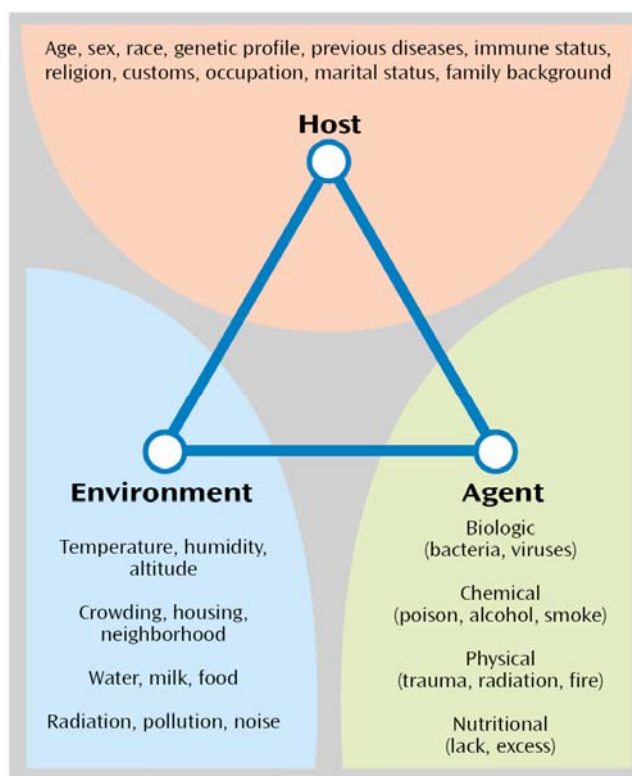 Age, sex, race, genetic profile, previous diseases, immune status,
religion, customs, occupation, marital status, family background
Host
Environment
Temperature, humidity,
altitude
Crowding, housing,
neighborhood
Water, milk, food
Radiation, pollution, noise
Agent
Biologic
(bacteria, viruses)
Chemical
(poison, alcohol, smoke)
Physical
(trauma, radiation, fire)
Nutritional
(lack, excess)